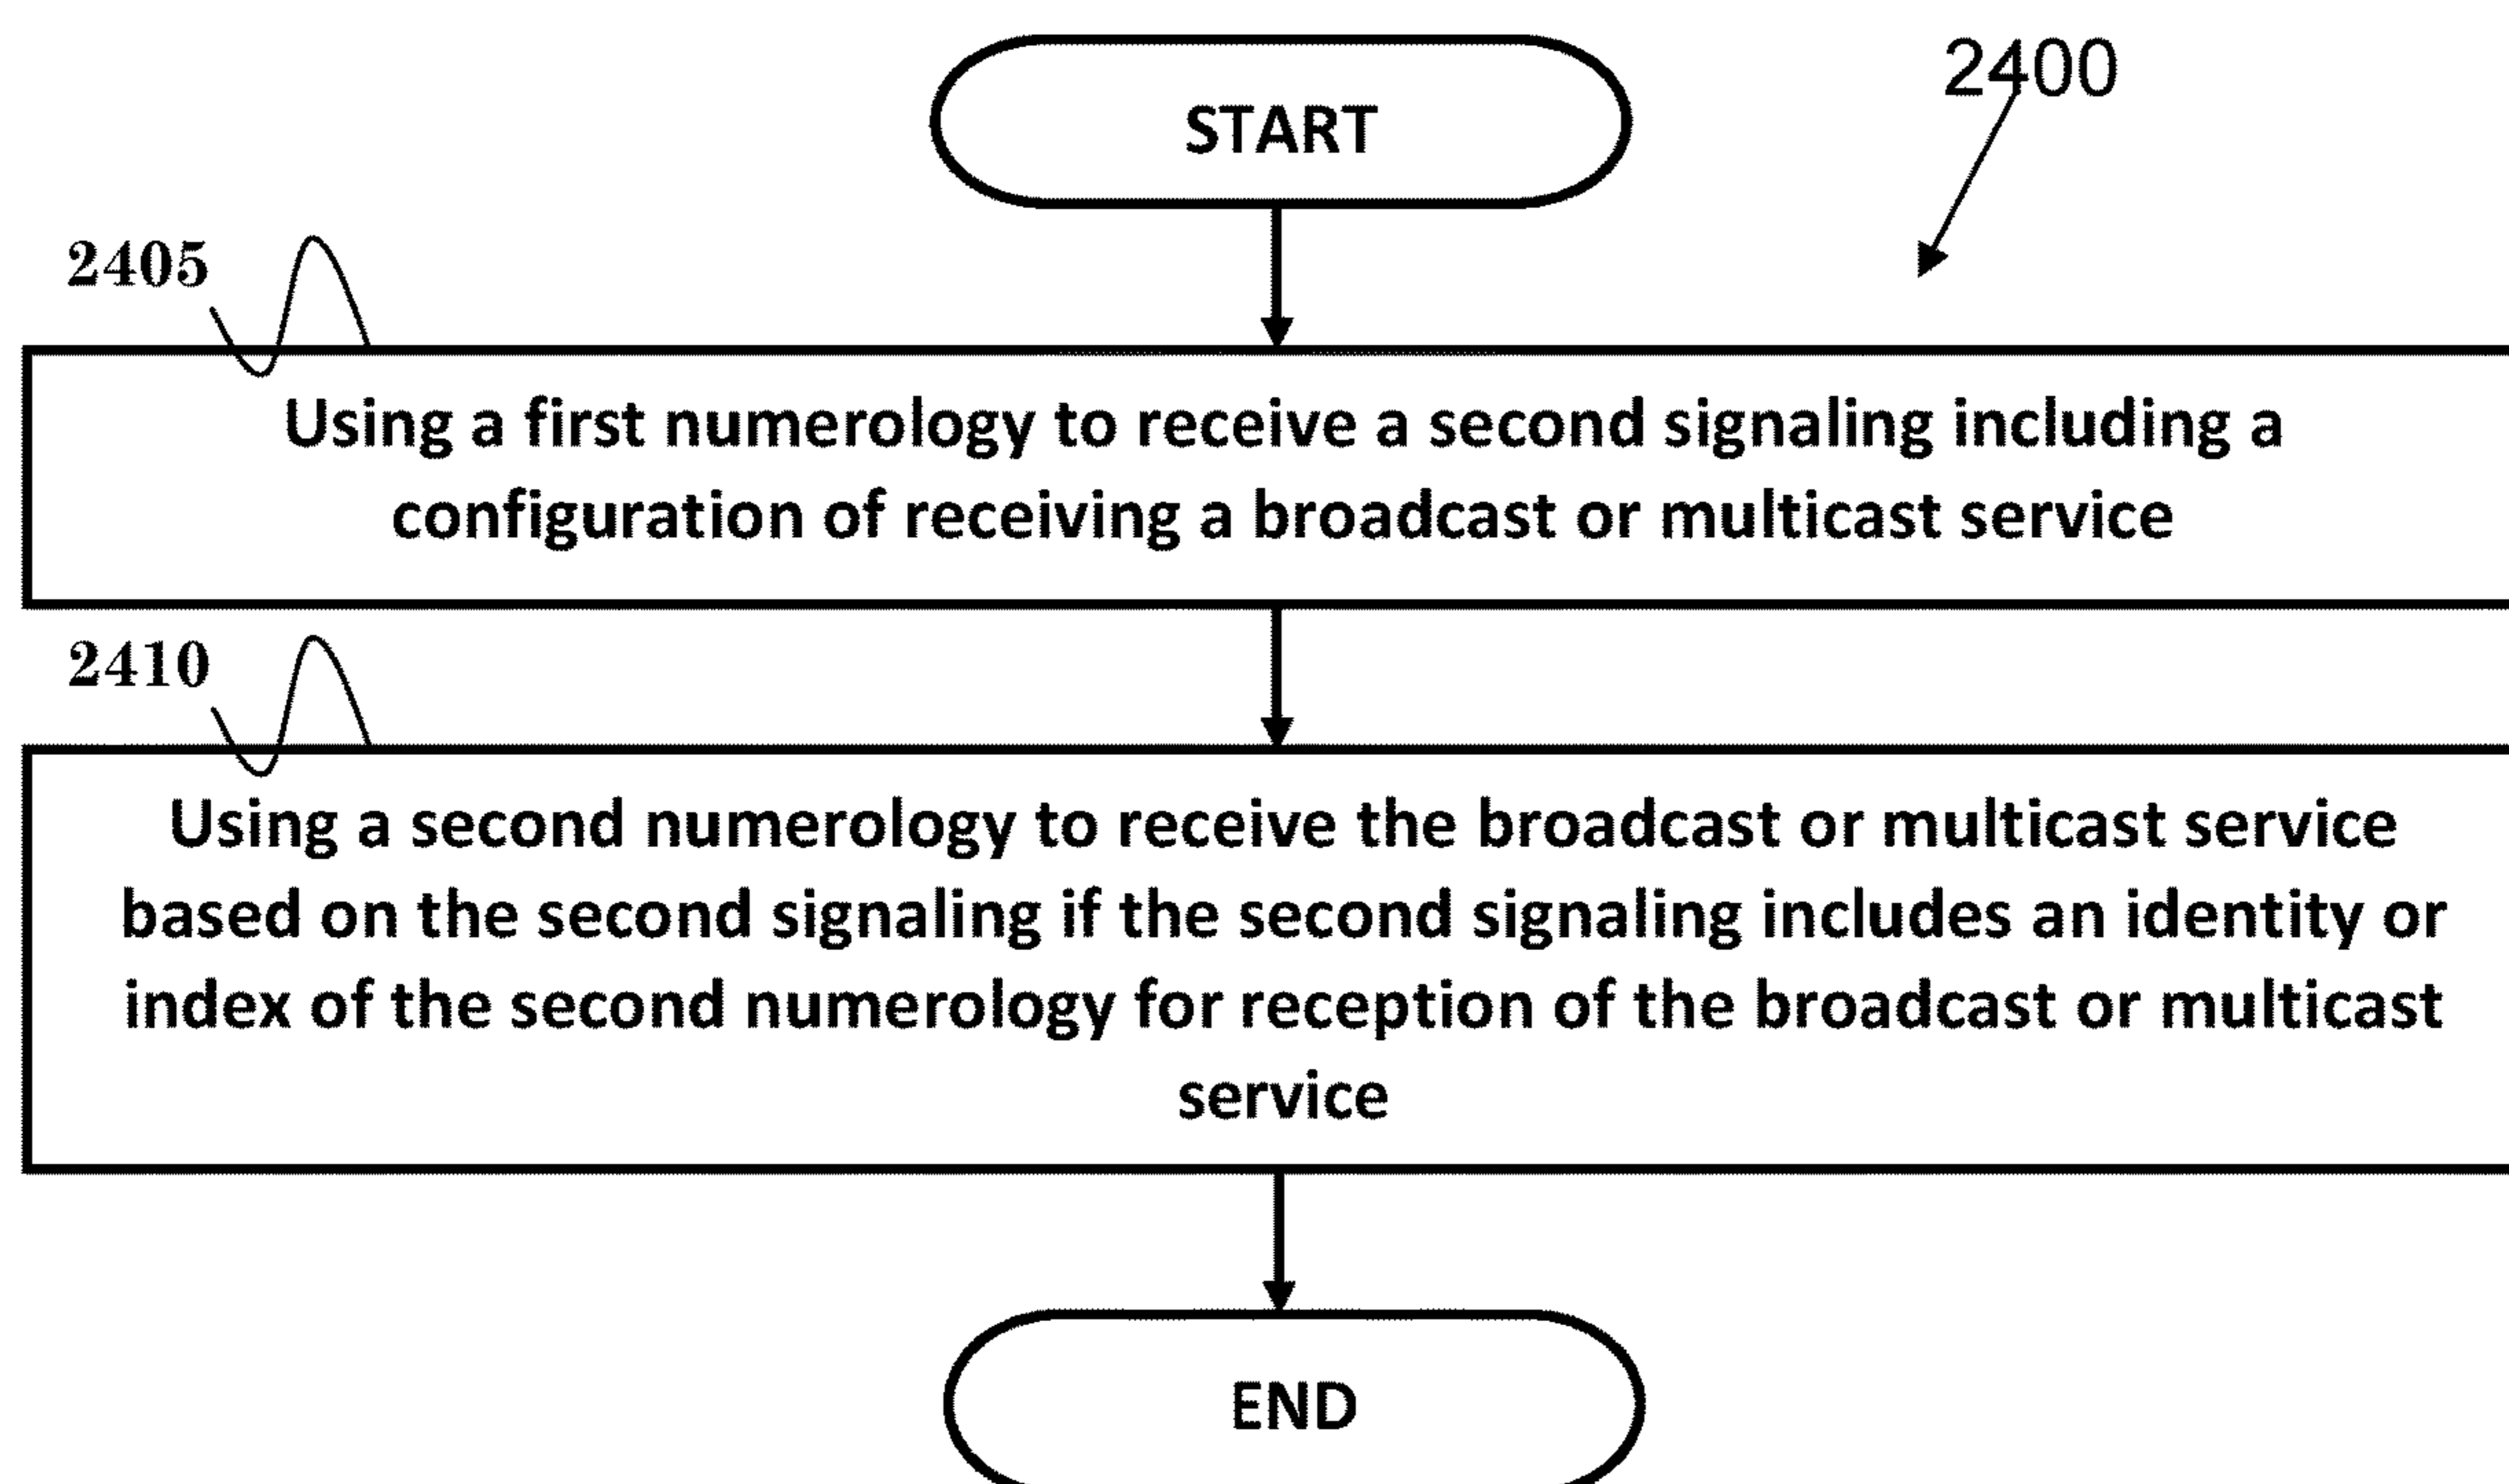 START
2400
2405
Using a first numerology to receive a second signaling including a
configuration of receiving a broadcast or multicast service
2410
Using a second numerology to receive the broadcast or multicast service
based on the second signaling if the second signaling includes an identity or
index of the second numerology for reception of the broadcast or multicast
service
END